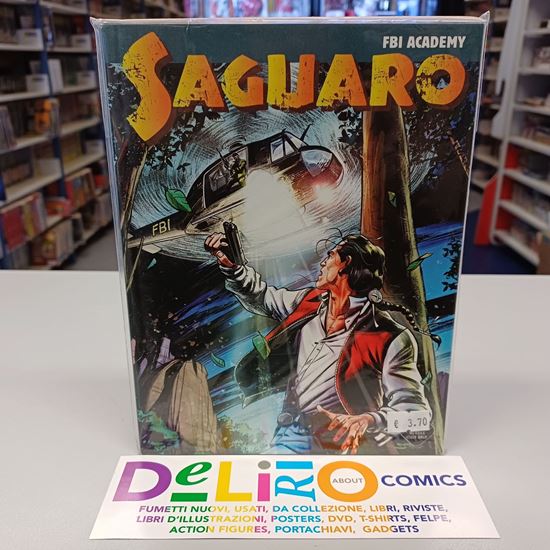 FBI ACADEMY
SAGUARO
FBI
€ 3.70
DELIRIO ABOUT COMICS
FUMETTI NUOVI, USATI, DA COLLEZIONE, LIBRI, RIVISTE,
LIBRI D'ILLUSTRAZIONI, POSTERS, DVD, T-SHIRTS, FELPE,
ACTION FIGURES, PORTACHIAVI, GADGETS